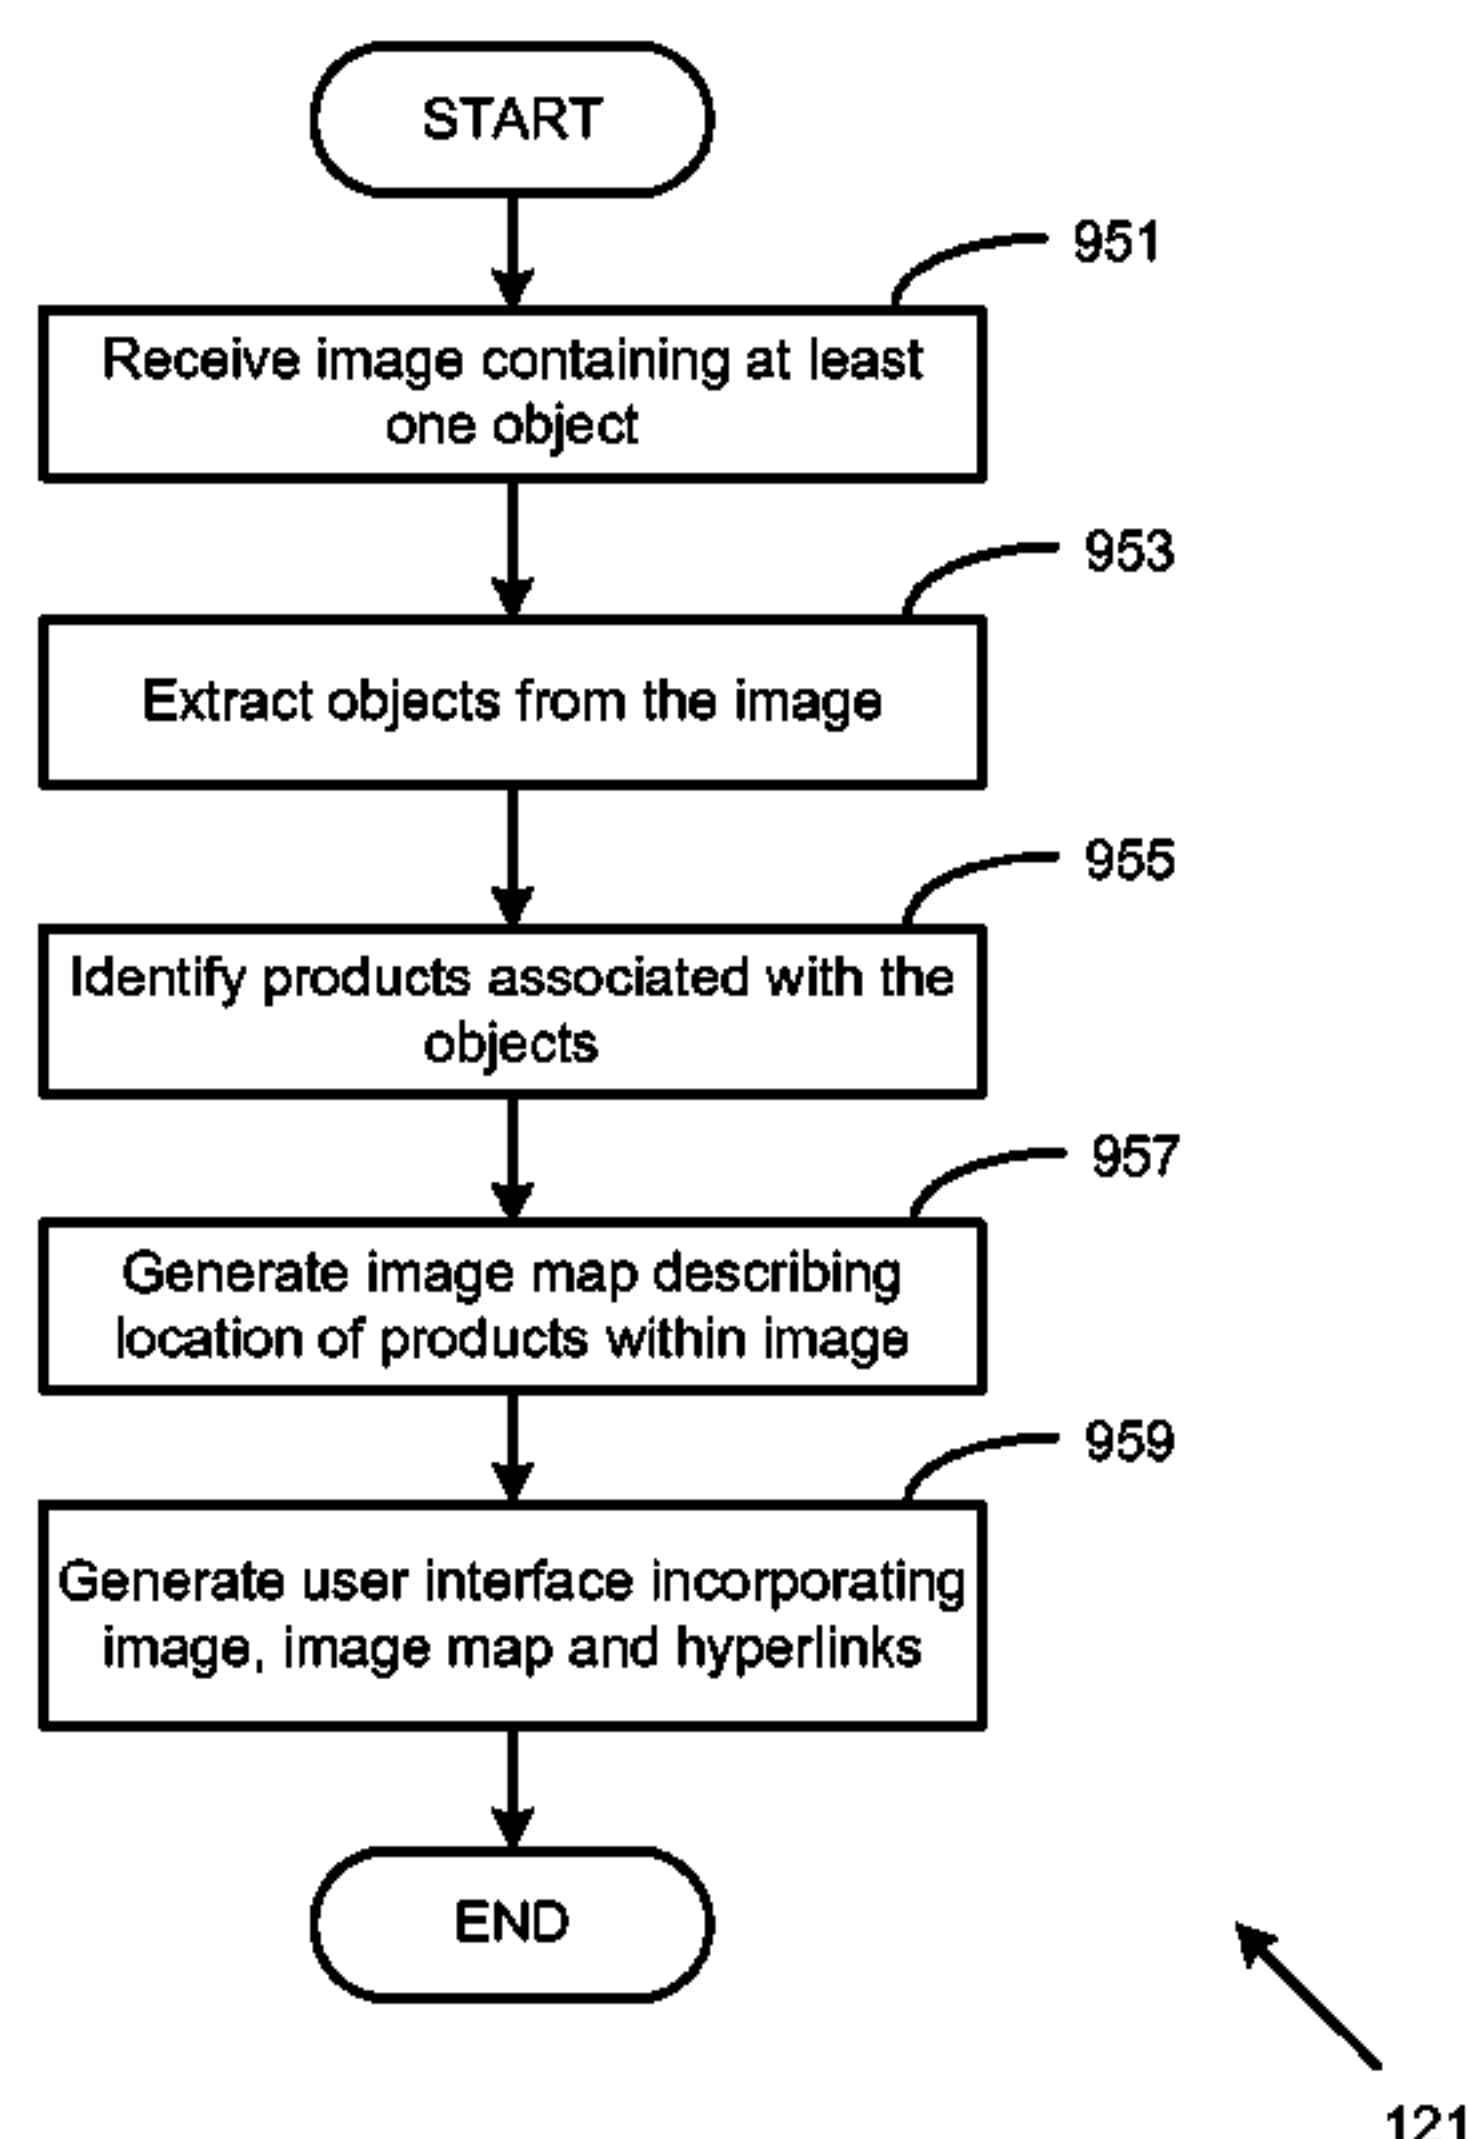 START
951
Receive image containing at least
one object
953
Extract objects from the image
955
Identify products associated with the
objects
957
Generate image map describing
location of products within image
959
Generate user interface incorporating
image, image map and hyperlinks
END
121